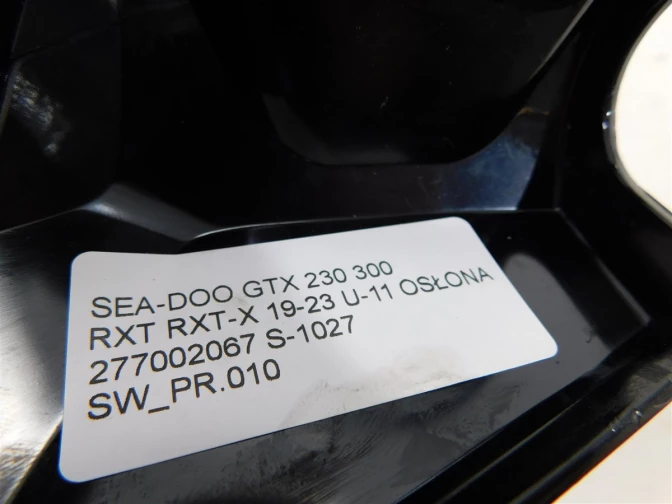 SEA-DOO GTX 230 300
RXT RXT-X 19-23 U-11 OSŁONA
277002067 S-1027
SW_PR.010